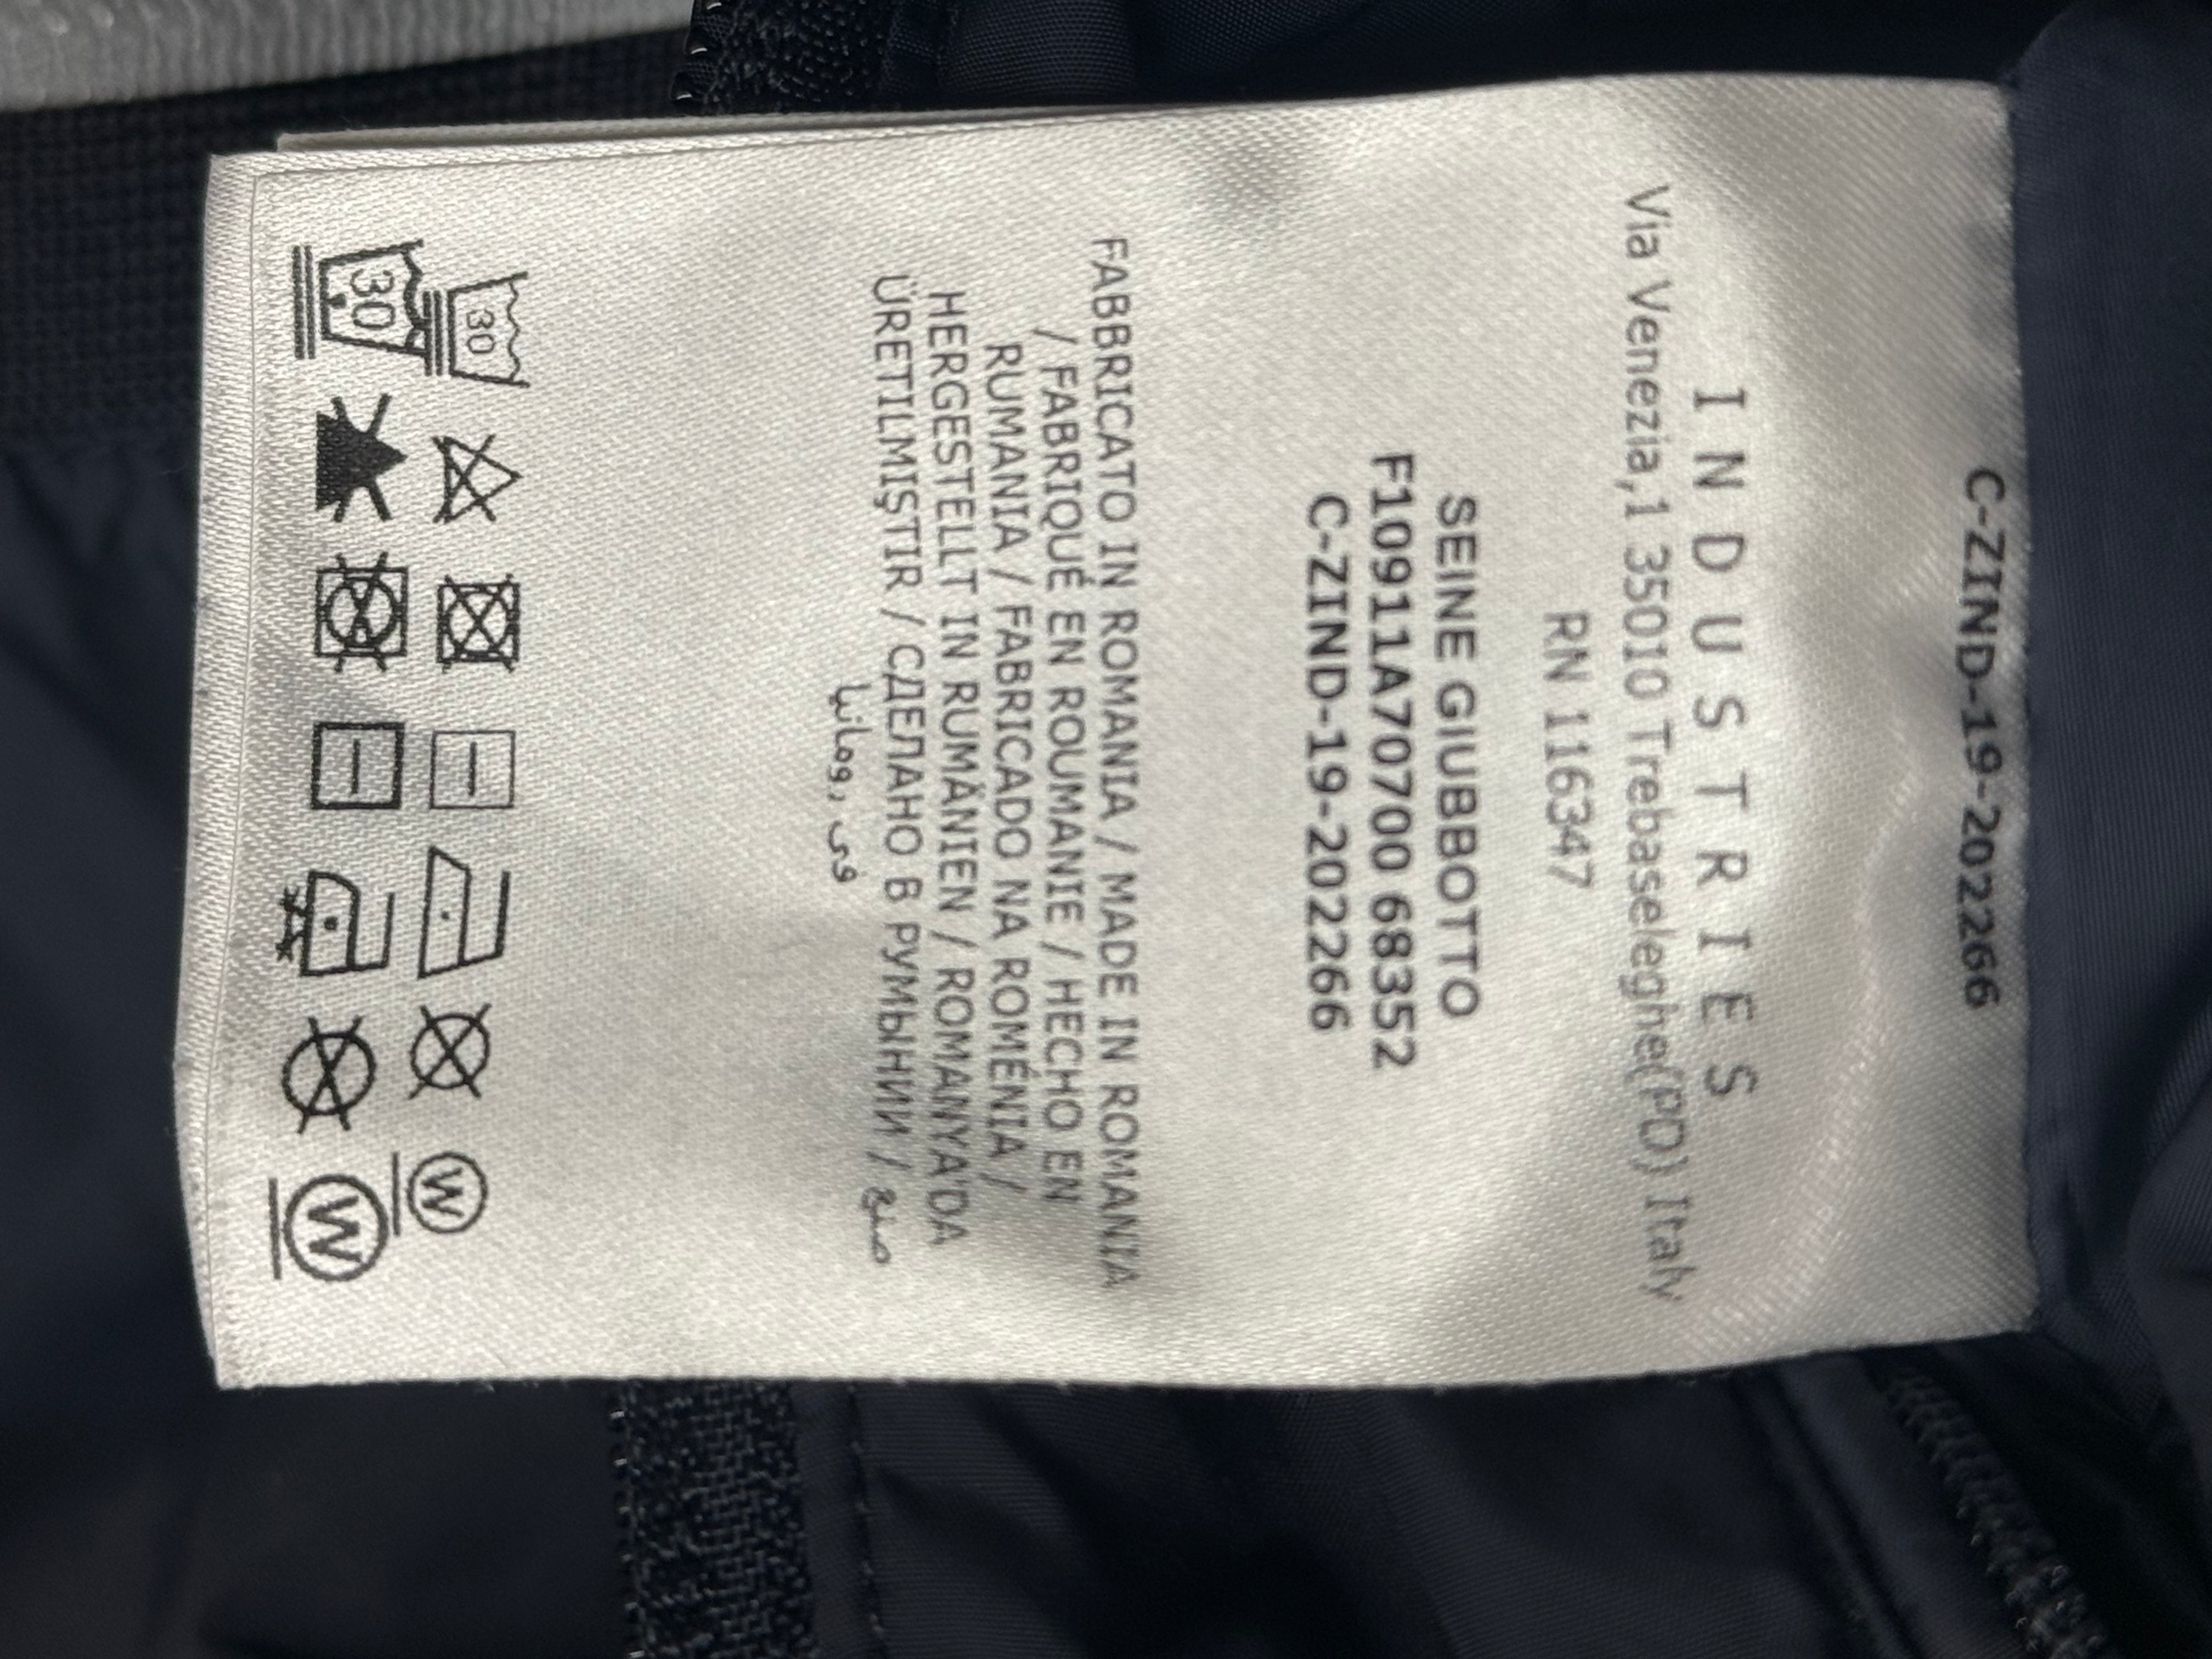 C-ZIND-19-202266
INDUSTRIES
Via Venezia,1 35010 Trebaseleghe(PD) Italy
RN 116347
SEINE GIUBBOTTO
F10911A70700 68352
C-ZIND-19-202266
FABBRICATO IN ROMANIA / MADE IN ROMANIA
/ FABRIQUÉ EN ROUMANIE / HECHO EN
RUMANIA / FABRICADO NA ROMÉNIA /
HERGESTELLT IN RUMÄNIEN / ROMANYA'DA
ÜRETILMIŞTIR / СДЕЛАНО В РУМЫНИИ / صنع
في رومانيا
30 W
30 W